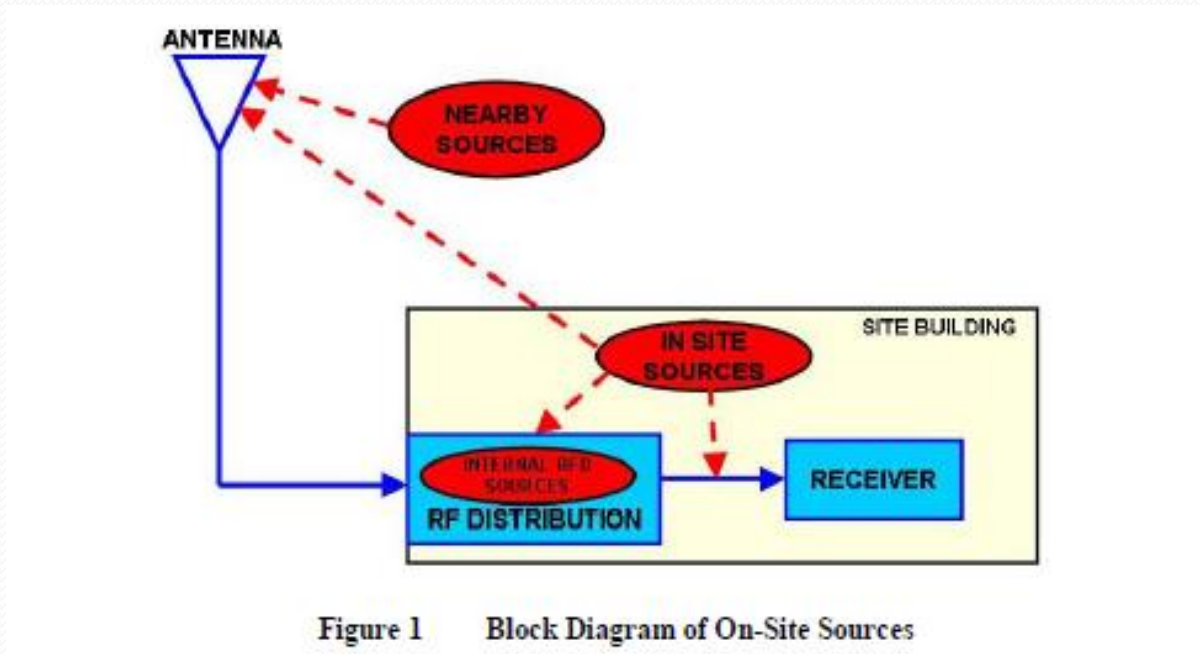 ANTENNA
NEARBY
SOURCES
SITE BUILDING
IN SITE
SOURCES
INTERNAL RFD
SOURCES
RF DISTRIBUTION
RECEIVER
Figure 1 Block Diagram of On-Site Sources